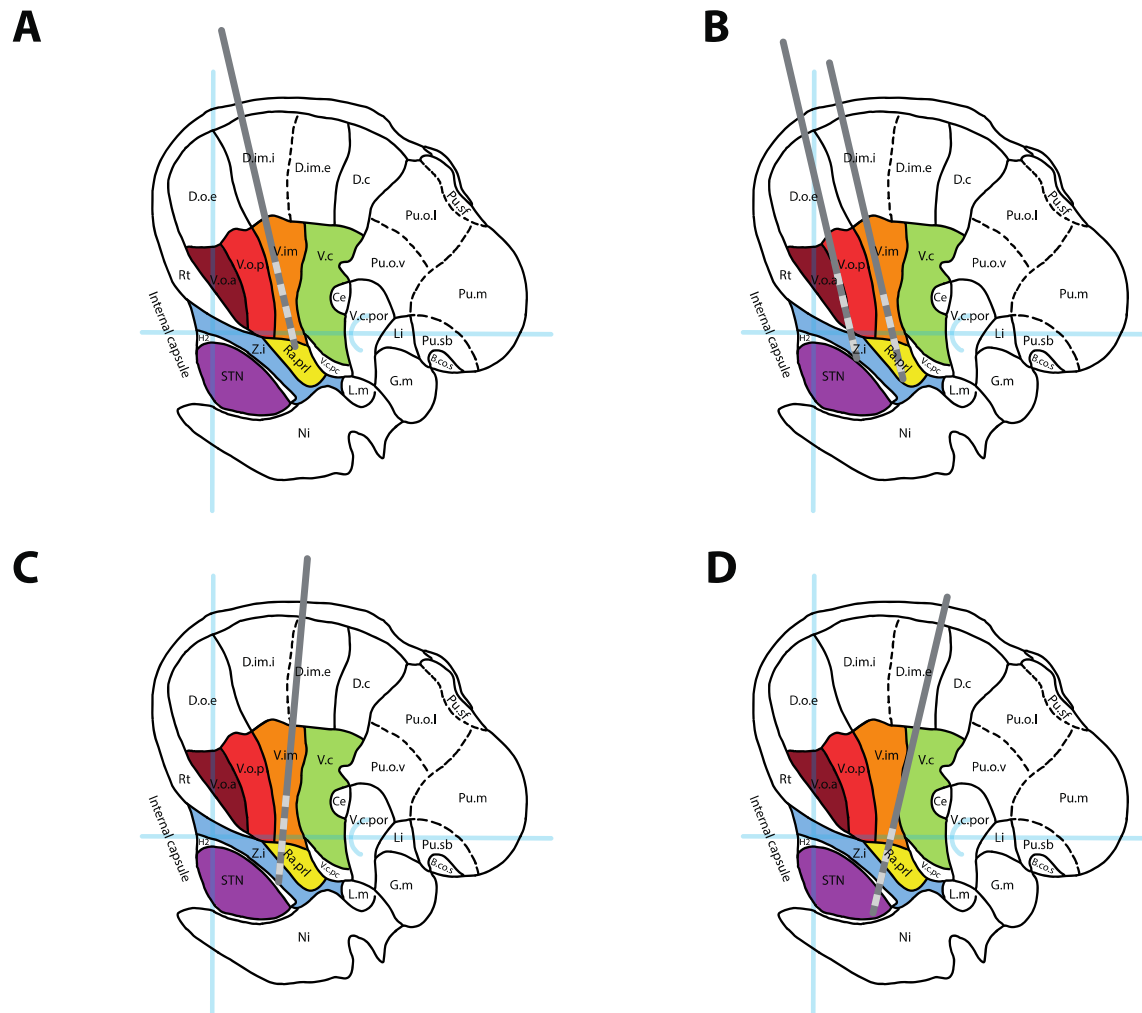 A
D.o.e
D.im.i
D.im.e
D.c
Pu.sf
Pu.o.l
Pu.o.v
Pu.m
Rt
V.o.a
V.o.p
V.im
V.c
Ce
V.c.por
Li
Pu.sb
B.co.s
Internal capsule
H2
Z.i
Ra.prl
V.c.pc
L.m
G.m
STN
Ni
B
D.o.e
D.im.i
D.im.e
D.c
Pu.sf
Pu.o.l
Pu.o.v
Pu.m
Rt
V.o.a
V.o.p
V.im
V.c
Ce
V.c.por
Li
Pu.sb
B.co.s
Internal capsule
H2
Z.i
Ra.prl
V.c.pc
L.m
G.m
STN
Ni
C
D.o.e
D.im.i
D.im.e
D.c
Pu.sf
Pu.o.l
Pu.o.v
Pu.m
Rt
V.o.a
V.o.p
V.im
V.c
Ce
V.c.por
Li
Pu.sb
B.co.s
Internal capsule
H2
Z.i
Ra.prl
V.c.pc
L.m
G.m
STN
Ni
D
D.o.e
D.im.i
D.im.e
D.c
Pu.sf
Pu.o.l
Pu.o.v
Pu.m
Rt
V.o.a
V.o.p
V.im
V.c
Ce
V.c.por
Li
Pu.sb
B.co.s
Internal capsule
H2
Z.i
Ra.prl
V.c.pc
L.m
G.m
STN
Ni